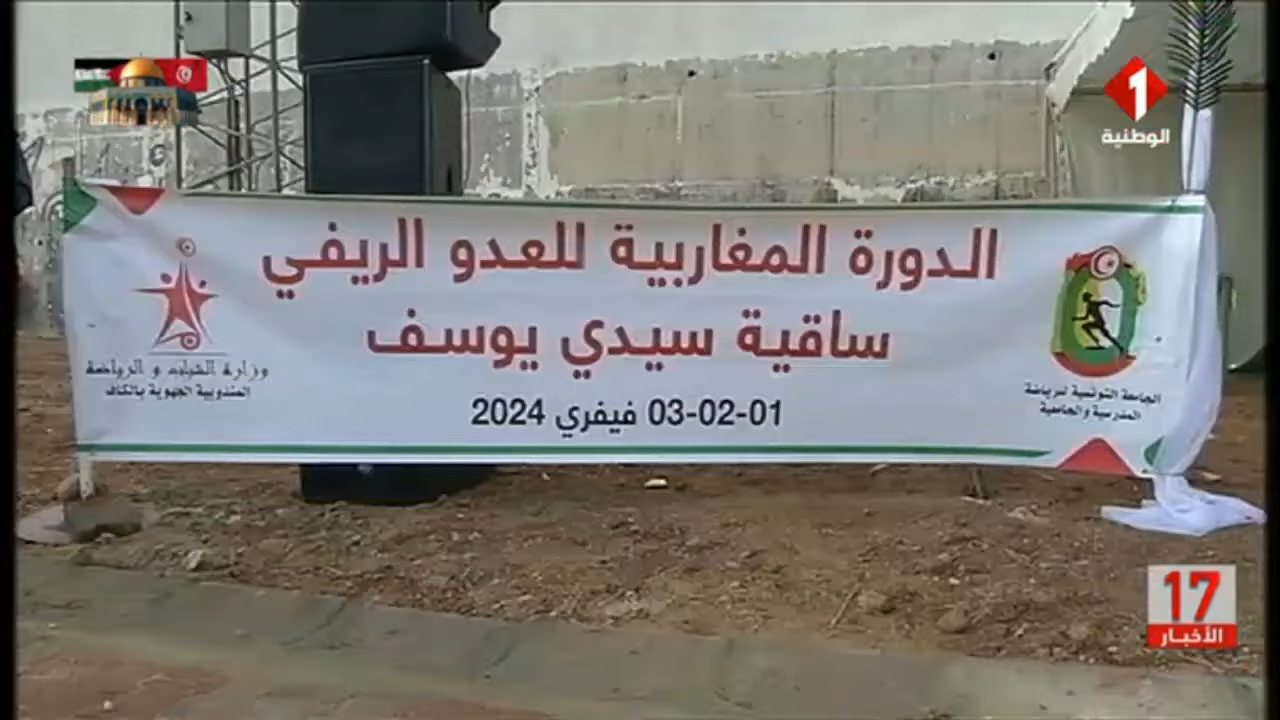 1
الوطنية
الدورة المغاربية للعدو الريفي
ساقية سيدي يوسف
01-02-03 فيفري 2024
وزارة الشباب و الرياضة
المندوبية الجهوية بالكاف
الجامعة التونسية للرياضة
المدرسية والجامعية
17
الأخبار